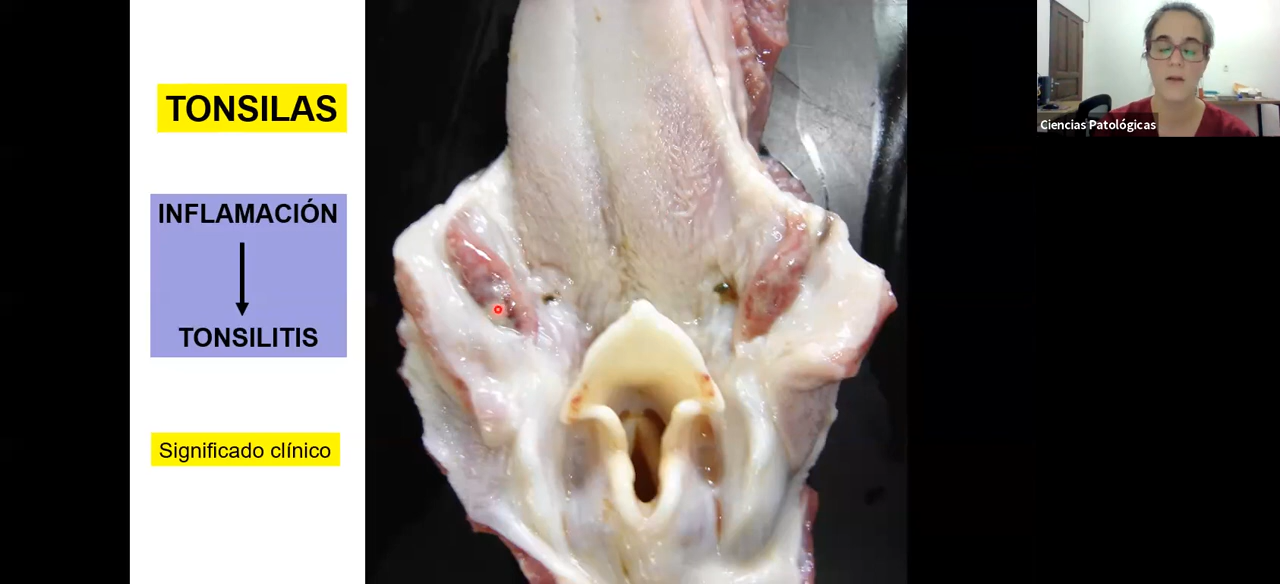 TONSILAS
INFLAMACIÓN
TONSILITIS
Significado clínico
Ciencias Patológicas